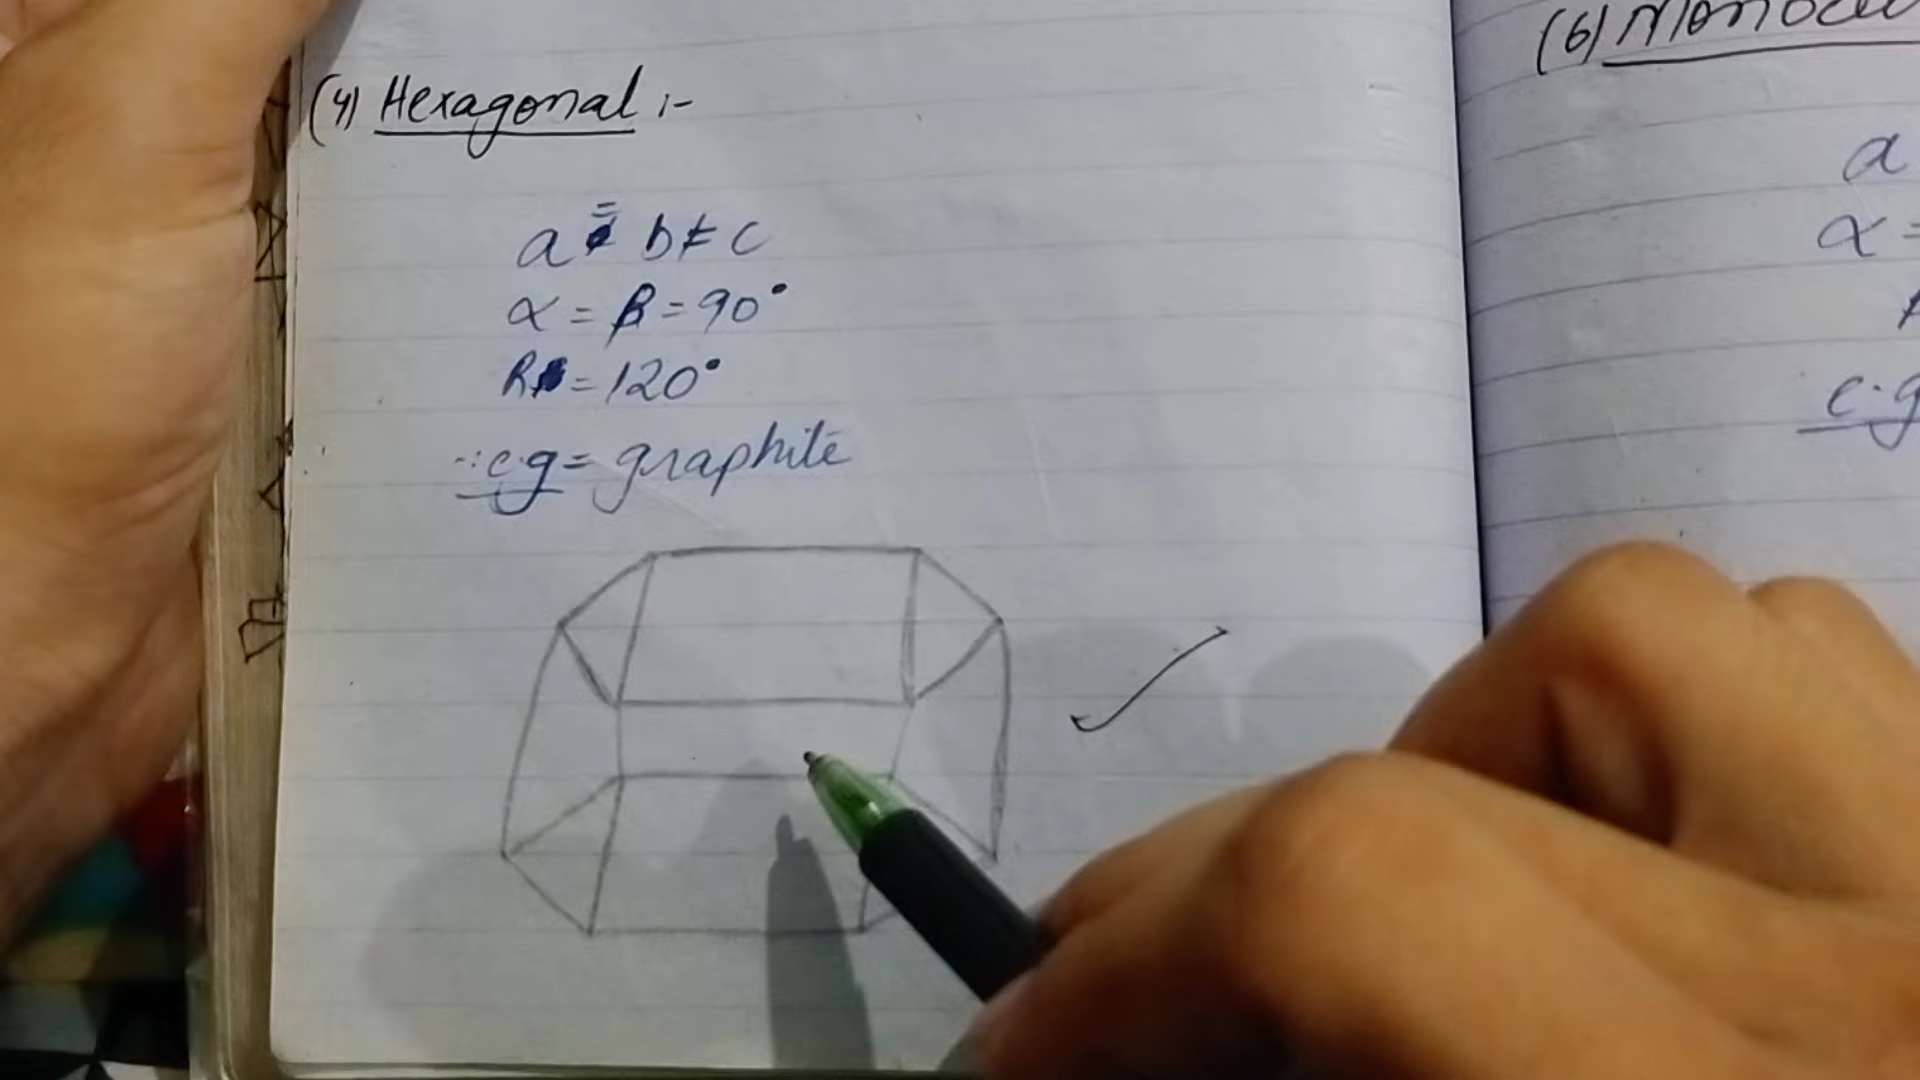 (4) Hexagonal :-
a = b ≠ c
α = β = 90°
R = 120°
∴ e.g = graphite
(6)
a
α =
e.g